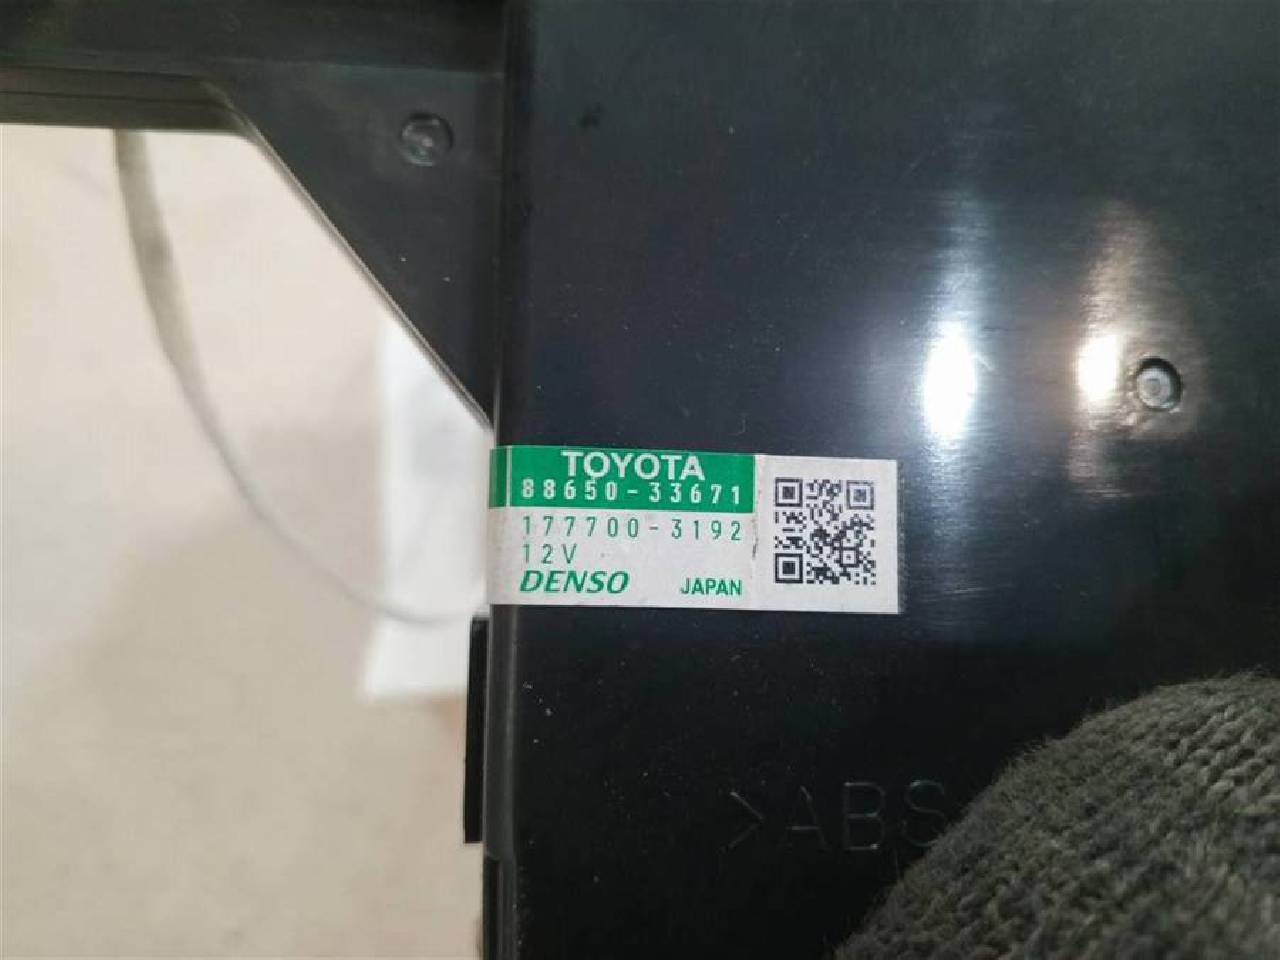 TOYOTA
88650-33671
177700-3192
12V
DENSO JAPAN
>ABS